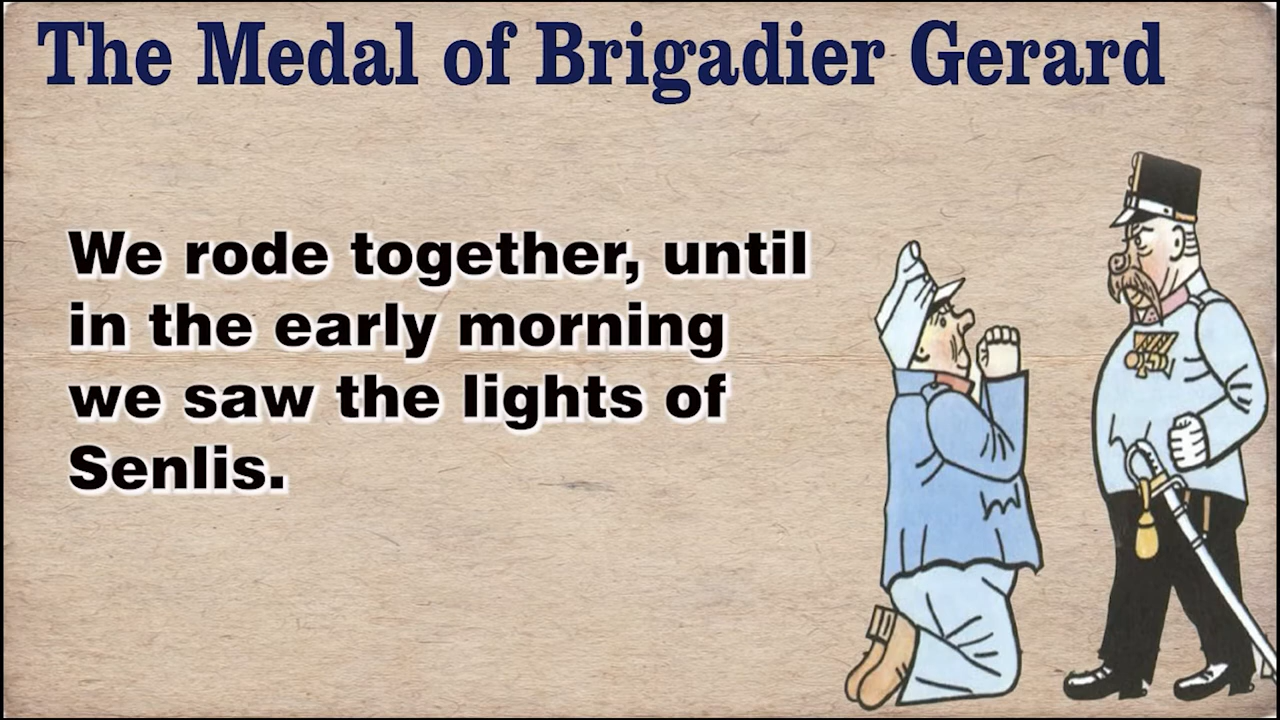 The Medal of Brigadier Gerard
We rode together, until
in the early morning
we saw the lights of
Senlis.